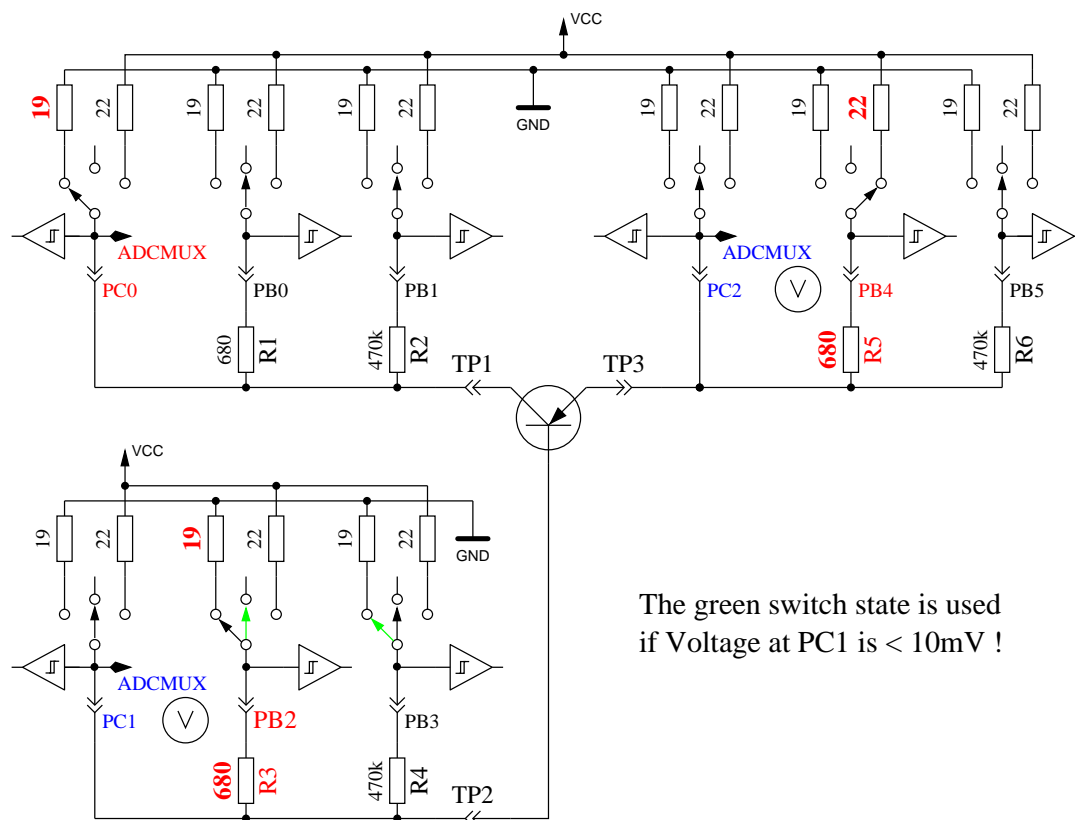 VCC
19
22
19
22
19
22
GND
19
22
19
22
19
22
ADCMUX
PC0
PB0
PB1
ADCMUX
PC2
V
PB4
PB5
680
R1
470k
R2
TP1
TP3
680
R5
470k
R6
VCC
19
22
19
22
19
22
GND
The green switch state is used
if Voltage at PC1 is < 10mV !
ADCMUX
PC1
V
PB2
PB3
680
R3
470k
R4
TP2